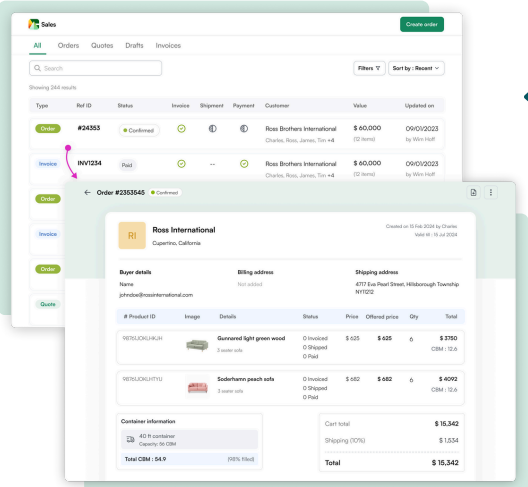 Sales
Create order
All Orders Quotes Drafts Invoices
Search
Filters Sort by : Recent
Showing 244 results
Type Ref ID Status Invoice Shipment Payment Customer Value Updated on
Order #24353 Confirmed Ross Brothers International $ 60,000 09/01/2023
Charles, Ross, James, Tim +4 (12 items) by Wim Hoff
Invoice INV1234 Paid -- Ross Brothers International $ 60,000 09/01/2023
Charles, Ross, James, Tim +4 (12 items) by Wim Hoff
Order
Invoice
Order
Quote
Order #2353545 Confirmed
RI
Ross International
Cupertino, California
Created on 15 Feb 2024 by Charles
Valid till : 15 Jul 2024
Buyer details Billing address Shipping address
Name Not added 4717 Eva Pearl Street, Hillsborough Township
NY11212
johndoe@rossinternational.com
# Product ID Image Details Status Price Offered price Qty Total
Gunnared light green wood 0 Invoiced $ 625 $ 625 6 $ 3750
3 seater sofa 0 Shipped CBM : 12.6
0 Paid
Soderhamn peach sofa 0 Invoiced $ 682 $ 682 6 $ 4092
3 seater sofa 0 Shipped CBM : 12.6
0 Paid
Container information
40 ft container
Capacity: 56 CBM
Total CBM : 54.9 (98% filled)
Cart total $ 15,342
Shipping (10%) $ 1,534
Total $ 15,342